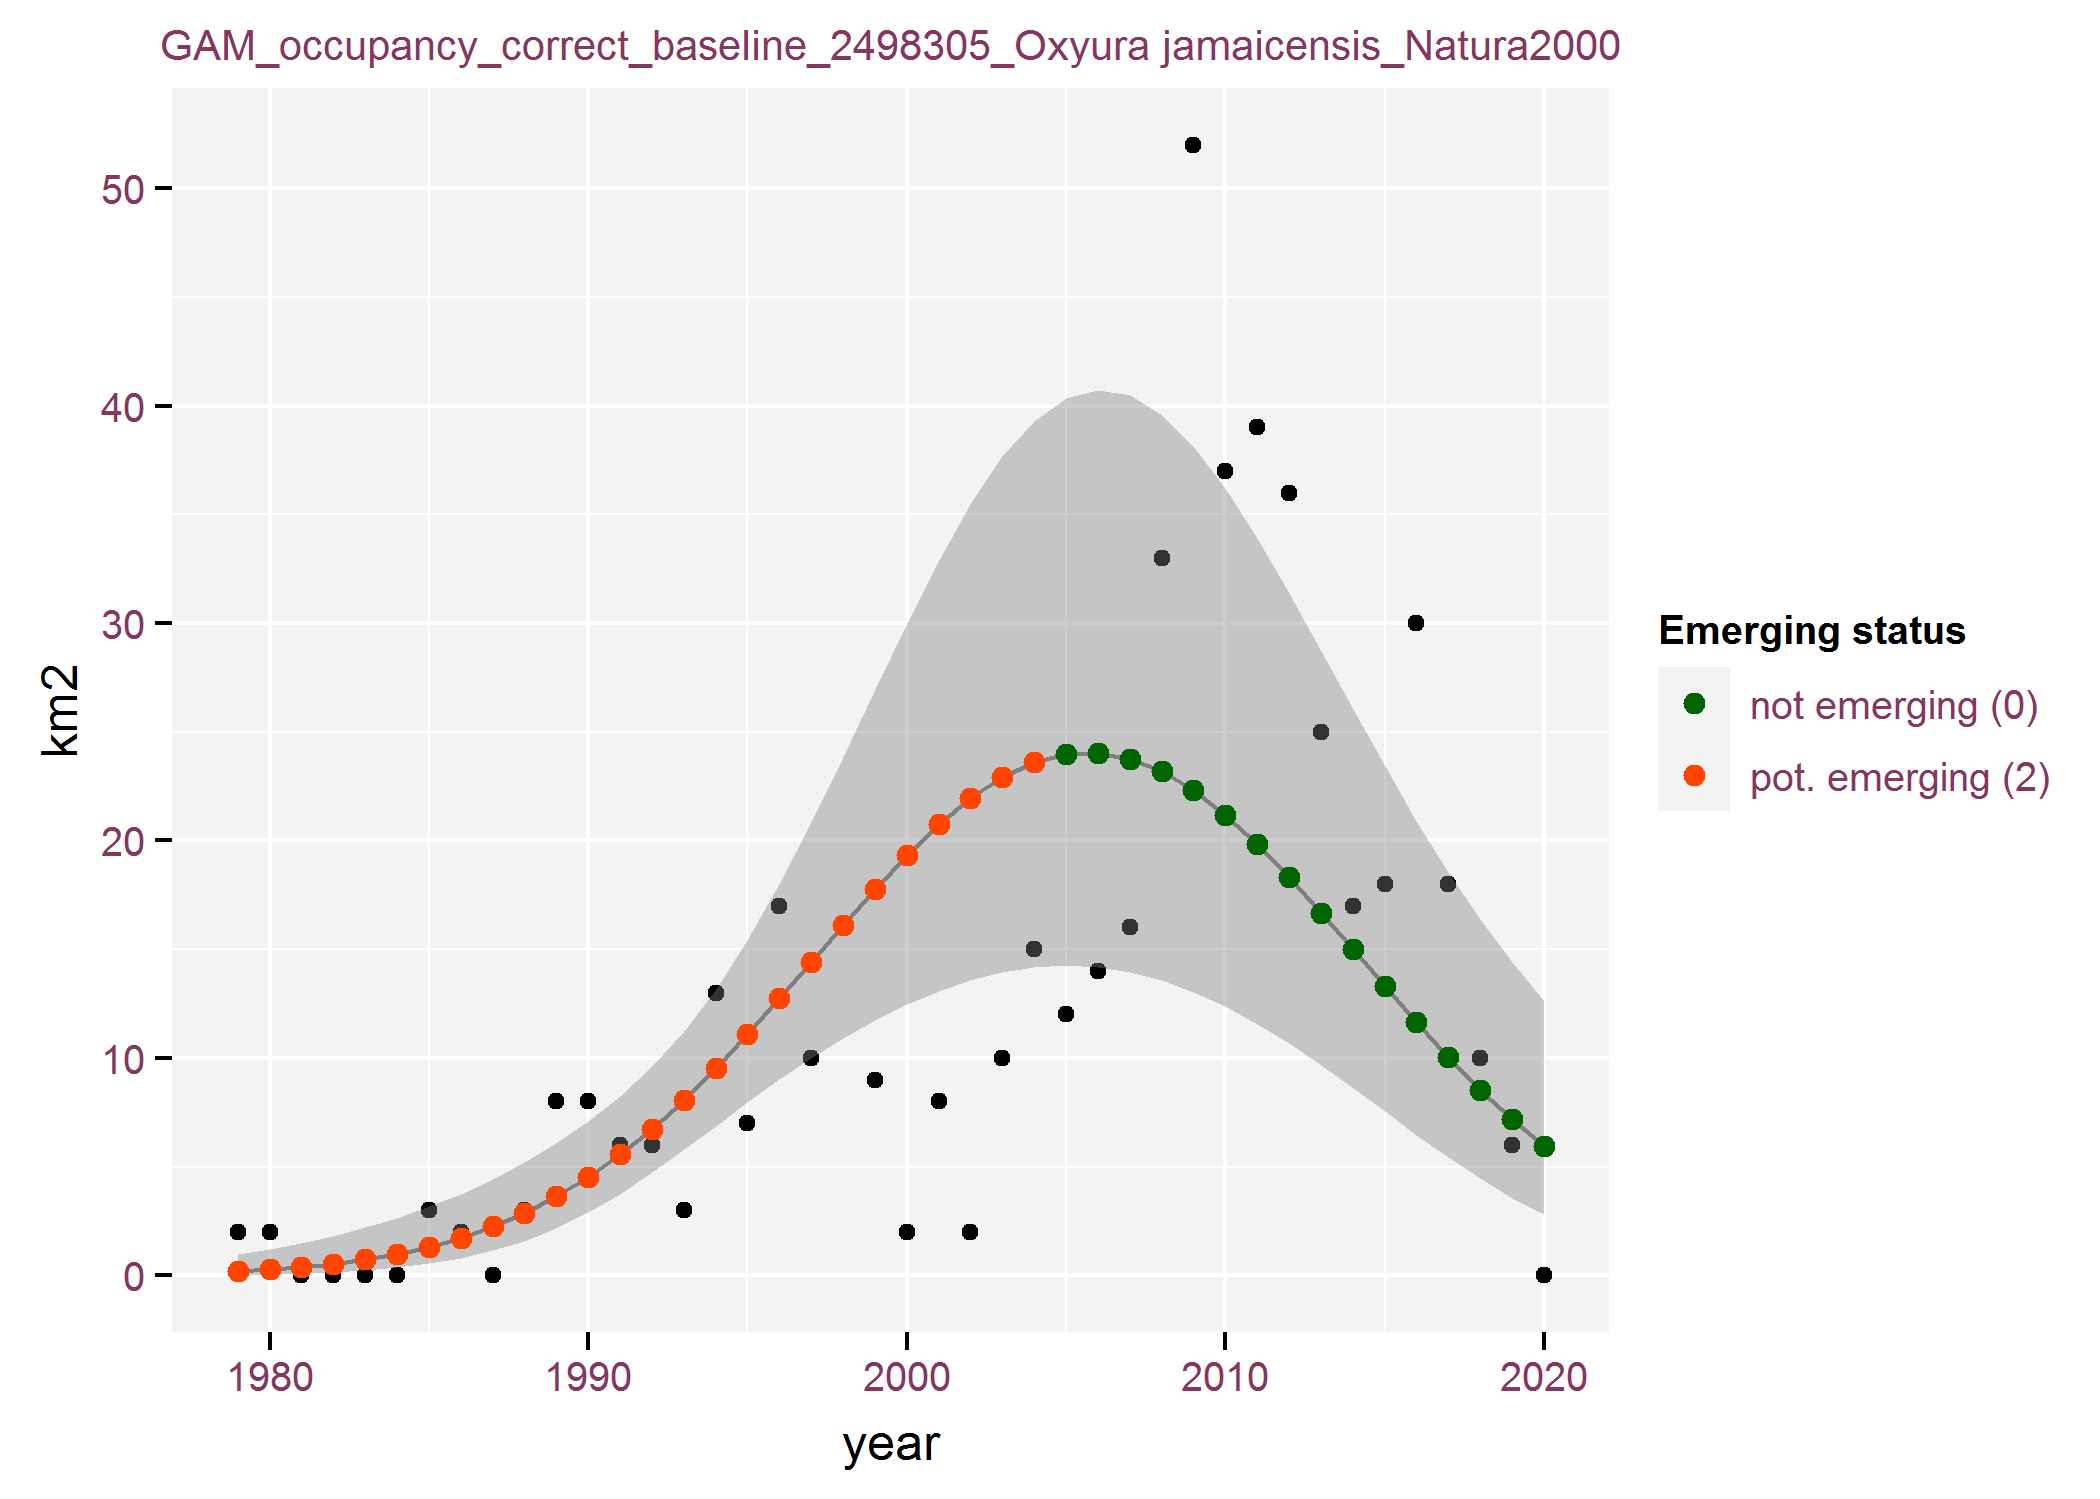 GAM_occupancy_correct_baseline_2498305_Oxyura jamaicensis_Natura2000
50
40
30
20
10
0
km2
1980 1990 2000 2010 2020
year
Emerging status
not emerging (0)
pot. emerging (2)